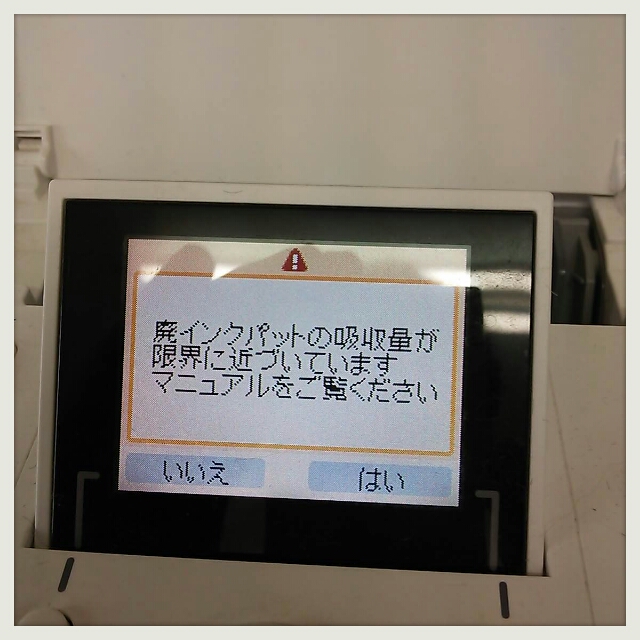 廃インクパットの吸収量が
限界に近づいています
マニュアルをご覧ください
いいえ
はい